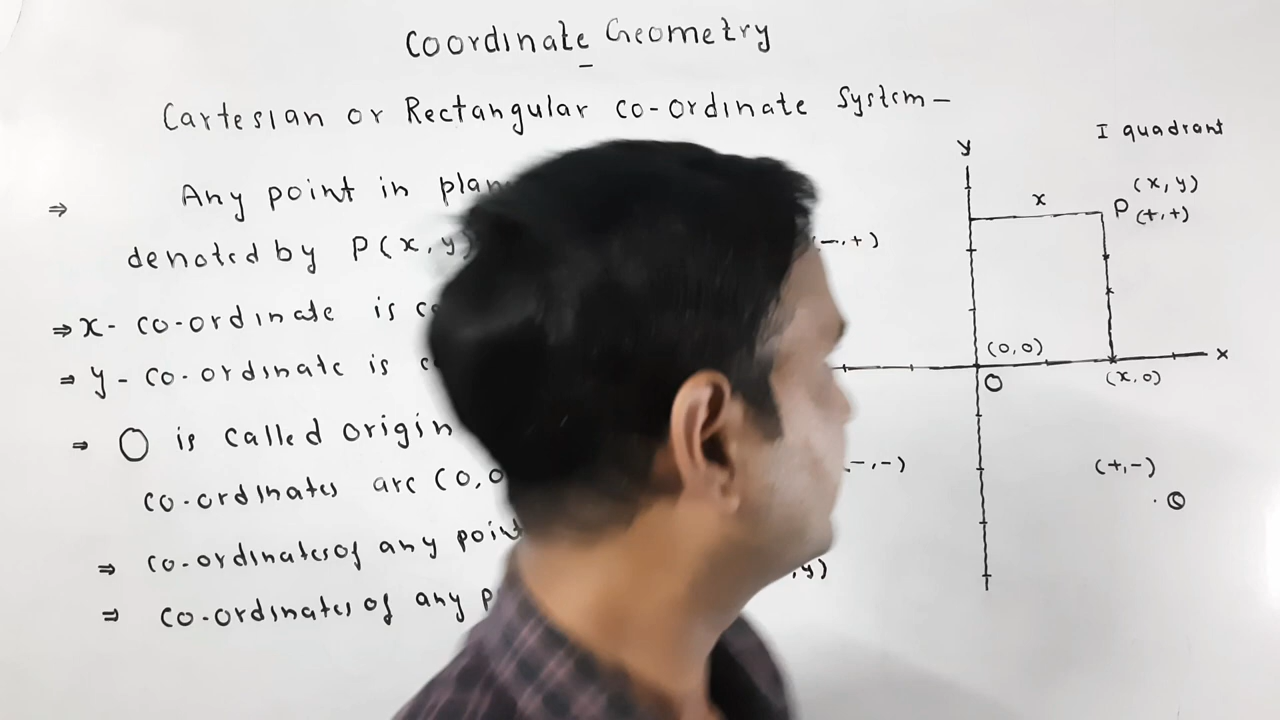 Coordinate Geometry
Cartesian or Rectangular co-ordinate System -
I quadrant
y
⇒ Any point in
(x, y)
x
P (+,+)
denoted by P(x, y)
(-,+)
⇒ x - co-ordinate is
(0,0)
x
⇒ y - co-ordinate is
O
(x, 0)
⇒ O is called origin
(-,-)
(+,-)
co-ordinates are (0,0
⇒ co-ordinates of any point
,y)
⇒ co-ordinates of any